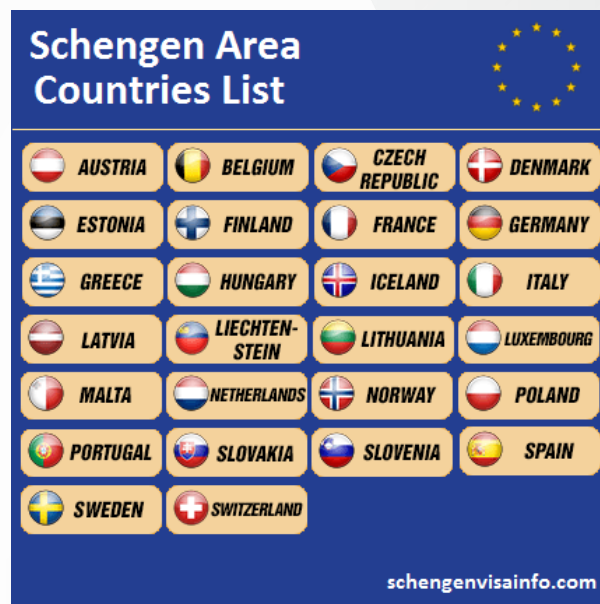 Schengen Area
Countries List
AUSTRIA
BELGIUM
CZECH
REPUBLIC
DENMARK
ESTONIA
FINLAND
FRANCE
GERMANY
GREECE
HUNGARY
ICELAND
ITALY
LATVIA
LIECHTEN-
STEIN
LITHUANIA
LUXEMBOURG
MALTA
NETHERLANDS
NORWAY
POLAND
PORTUGAL
SLOVAKIA
SLOVENIA
SPAIN
SWEDEN
SWITZERLAND
schengenvisainfo.com